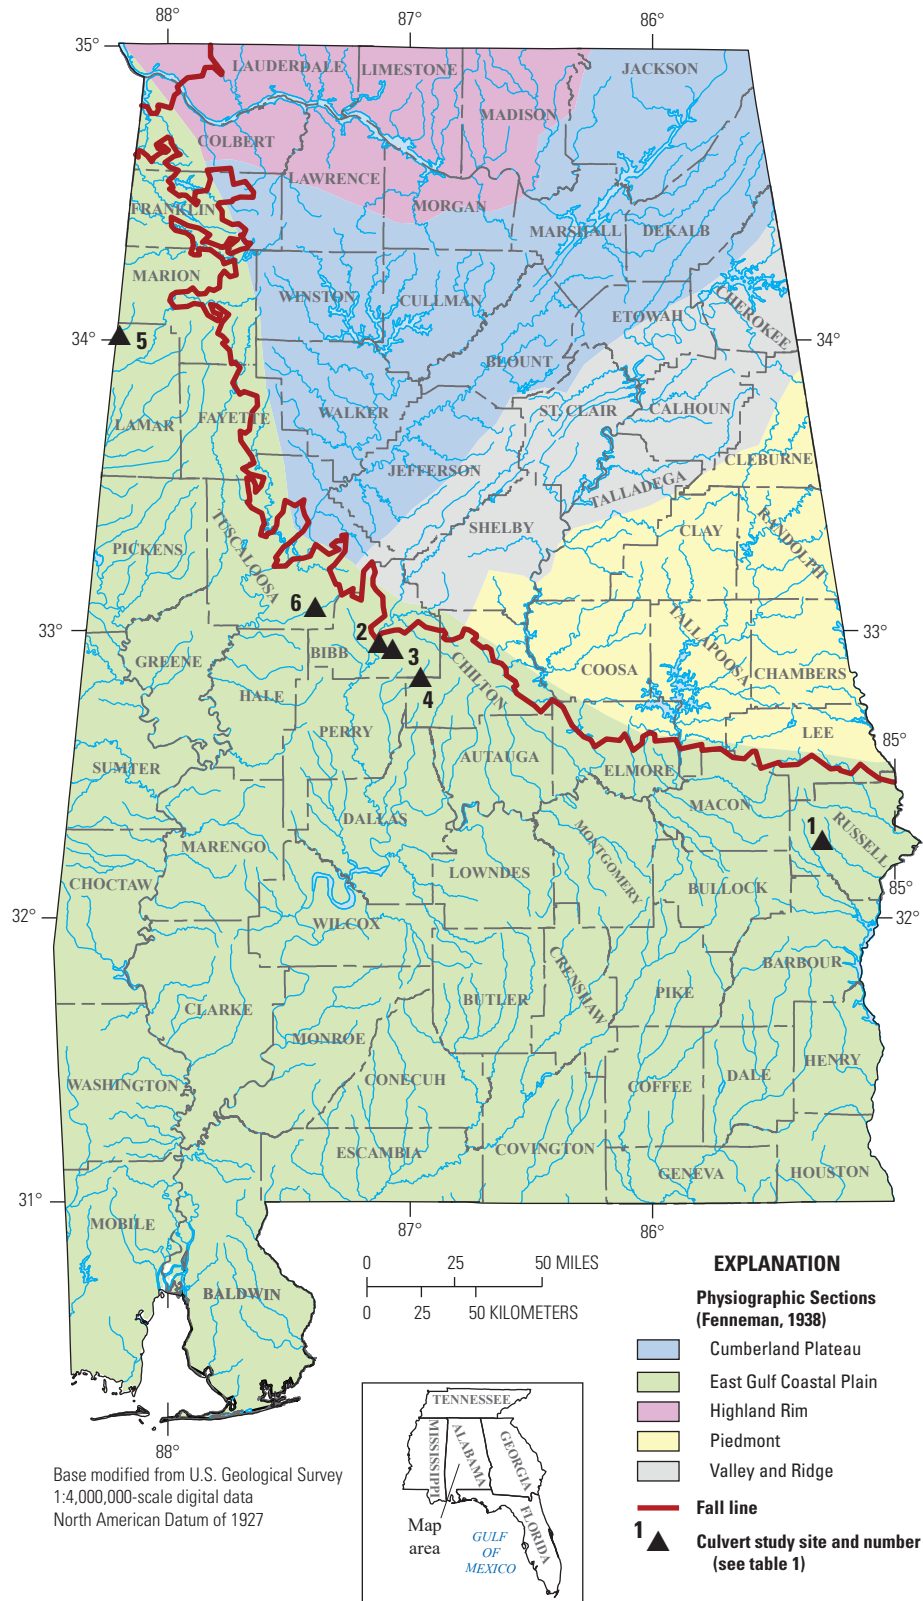 88°
87°
86°
35°
LAUDERDALE
LIMESTONE
JACKSON
MADISON
COLBERT
LAWRENCE
MORGAN
FRANKLIN
MARSHALL
DEKALB
MARION
WINSTON
CULLMAN
CHEROKEE
ETOWAH
34°
5
34°
BLOUNT
LAMAR
FAYETTE
WALKER
ST. CLAIR
CALHOUN
JEFFERSON
CLEBURNE
TALLADEGA
SHELBY
CLAY
RANDOLPH
PICKENS
TUSCALOOSA
6
33°
2
33°
BIBB
3
GREENE
CHILTON
COOSA
TALLAPOOSA
CHAMBERS
HALE
4
PERRY
LEE
85°
SUMTER
AUTAUGA
ELMORE
MACON
DALLAS
1
RUSSELL
MARENGO
MONTGOMERY
LOWNDES
CHOCTAW
BULLOCK
85°
32°
WILCOX
32°
BARBOUR
CRENSHAW
CLARKE
BUTLER
PIKE
MONROE
HENRY
WASHINGTON
CONECUH
COFFEE
DALE
ESCAMBIA
COVINGTON
GENEVA
HOUSTON
31°
MOBILE
87°
86°
BALDWIN
0 25 50 MILES
0 25 50 KILOMETERS
88°
EXPLANATION
Physiographic Sections
(Fenneman, 1938)
Cumberland Plateau
East Gulf Coastal Plain
Highland Rim
Piedmont
Valley and Ridge
Fall line
1
Culvert study site and number
(see table 1)
Base modified from U.S. Geological Survey
1:4,000,000-scale digital data
North American Datum of 1927
TENNESSEE
MISSISSIPPI
ALABAMA
GEORGIA
FLORIDA
Map
area
GULF
OF
MEXICO